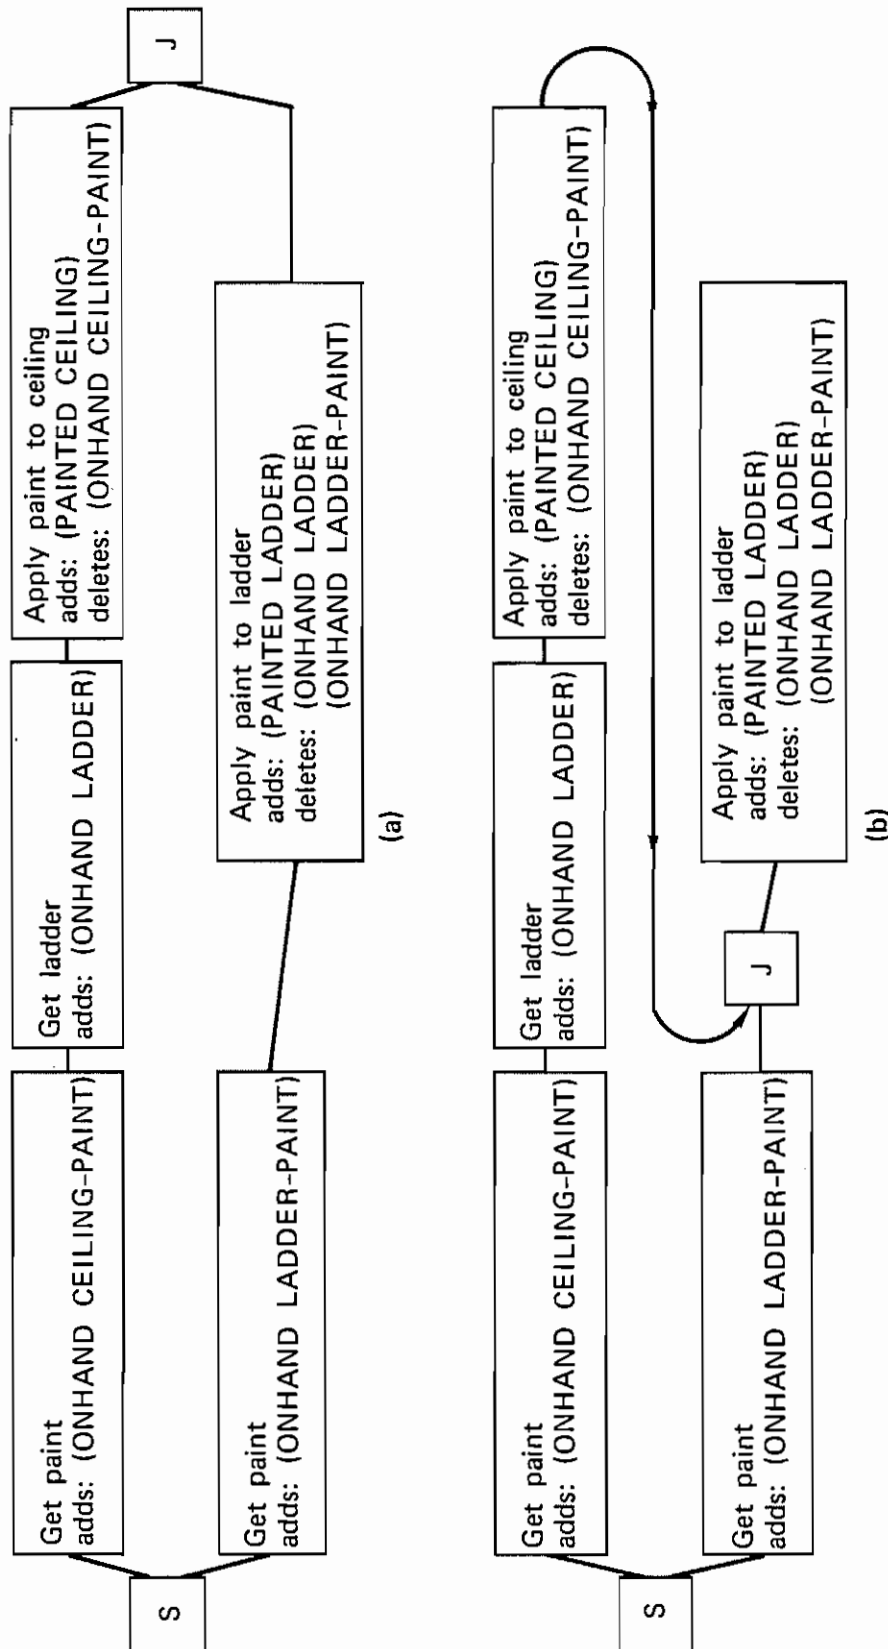 S
Get paint
adds: (ONHAND CEILING-PAINT)
Get ladder
adds: (ONHAND LADDER)
Apply paint to ceiling
adds: (PAINTED CEILING)
deletes: (ONHAND CEILING-PAINT)
Get paint
adds: (ONHAND LADDER-PAINT)
Apply paint to ladder
adds: (PAINTED LADDER)
deletes: (ONHAND LADDER)
(ONHAND LADDER-PAINT)
J
(a)
S
Get paint
adds: (ONHAND CEILING-PAINT)
Get ladder
adds: (ONHAND LADDER)
Apply paint to ceiling
adds: (PAINTED CEILING)
deletes: (ONHAND CEILING-PAINT)
Get paint
adds: (ONHAND LADDER-PAINT)
J
Apply paint to ladder
adds: (PAINTED LADDER)
deletes: (ONHAND LADDER)
(ONHAND LADDER-PAINT)
(b)